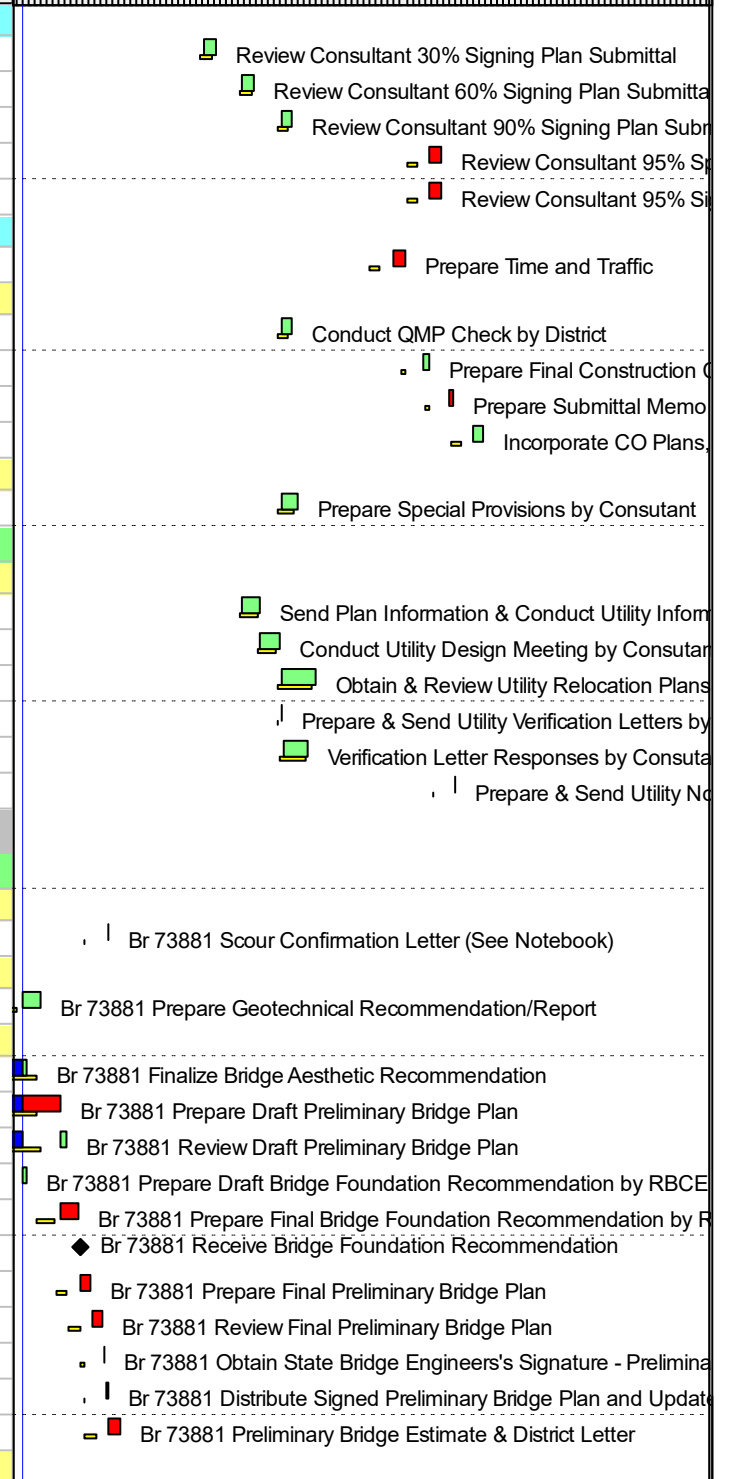 Review Consultant 30% Signing Plan Submittal
Review Consultant 60% Signing Plan Submitta
Review Consultant 90% Signing Plan Subr
Review Consultant 95% Sp
Review Consultant 95% Si
Prepare Time and Traffic
Conduct QMP Check by District
Prepare Final Construction
Prepare Submittal Memo
Incorporate CO Plans,
Prepare Special Provisions by Consutant
Send Plan Information & Conduct Utility Inforn
Conduct Utility Design Meeting by Consutar
Obtain & Review Utility Relocation Plans
Prepare & Send Utility Verification Letters by
Verification Letter Responses by Consuta
Prepare & Send Utility No
Br 73881 Scour Confirmation Letter (See Notebook)
Br 73881 Prepare Geotechnical Recommendation/Report
Br 73881 Finalize Bridge Aesthetic Recommendation
Br 73881 Prepare Draft Preliminary Bridge Plan
Br 73881 Review Draft Preliminary Bridge Plan
Br 73881 Prepare Draft Bridge Foundation Recommendation by RBCE
Br 73881 Prepare Final Bridge Foundation Recommendation by R
Br 73881 Receive Bridge Foundation Recommendation
Br 73881 Prepare Final Preliminary Bridge Plan
Br 73881 Review Final Preliminary Bridge Plan
Br 73881 Obtain State Bridge Engineers's Signature - Prelimina
Br 73881 Distribute Signed Preliminary Bridge Plan and Update
Br 73881 Preliminary Bridge Estimate & District Letter